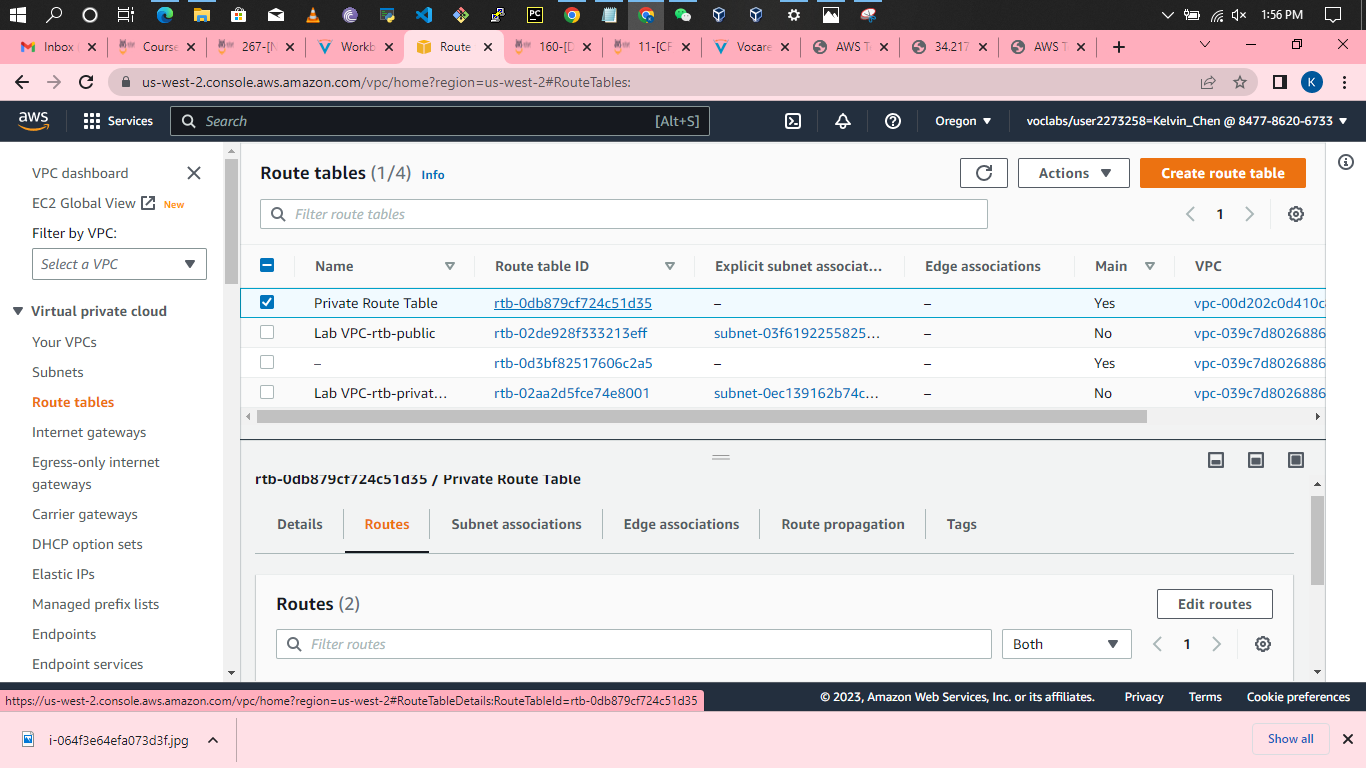 1:56 PM
Inbox (
Course
267-[N
Workb
Route
160-[D
11-[CF
Vocare
AWS T
34.217
AWS T
us-west-2.console.aws.amazon.com/vpc/home?region=us-west-2#RouteTables:
K
aws
Services
Search
[Alt+S]
Oregon
voclabs/user2273258=Kelvin_Chen @ 8477-8620-6733
VPC dashboard
EC2 Global View
New
Filter by VPC:
Select a VPC
Virtual private cloud
Your VPCs
Subnets
Route tables
Internet gateways
Egress-only internet
gateways
Carrier gateways
DHCP option sets
Elastic IPs
Managed prefix lists
Endpoints
Endpoint services
Route tables (1/4) Info
Actions
Create route table
Filter route tables
1
Name Route table ID Explicit subnet associat... Edge associations Main VPC
Private Route Table rtb-0db879cf724c51d35 – – Yes vpc-00d202c0d410c
Lab VPC-rtb-public rtb-02de928f333213eff subnet-03f6192255825... – No vpc-039c7d8026886
– rtb-0d3bf82517606c2a5 – – Yes vpc-039c7d8026886
Lab VPC-rtb-privat... rtb-02aa2d5fce74e8001 subnet-0ec139162b74c... – No vpc-039c7d8026886
rtb-0db879cf724c51d35 / Private Route Table
Details Routes Subnet associations Edge associations Route propagation Tags
Routes (2)
Edit routes
Filter routes
Both
1
https://us-west-2.console.aws.amazon.com/vpc/home?region=us-west-2#RouteTableDetails:RouteTableId=rtb-0db879cf724c51d35
© 2023, Amazon Web Services, Inc. or its affiliates. Privacy Terms Cookie preferences
i-064f3e64efa073d3f.jpg
Show all